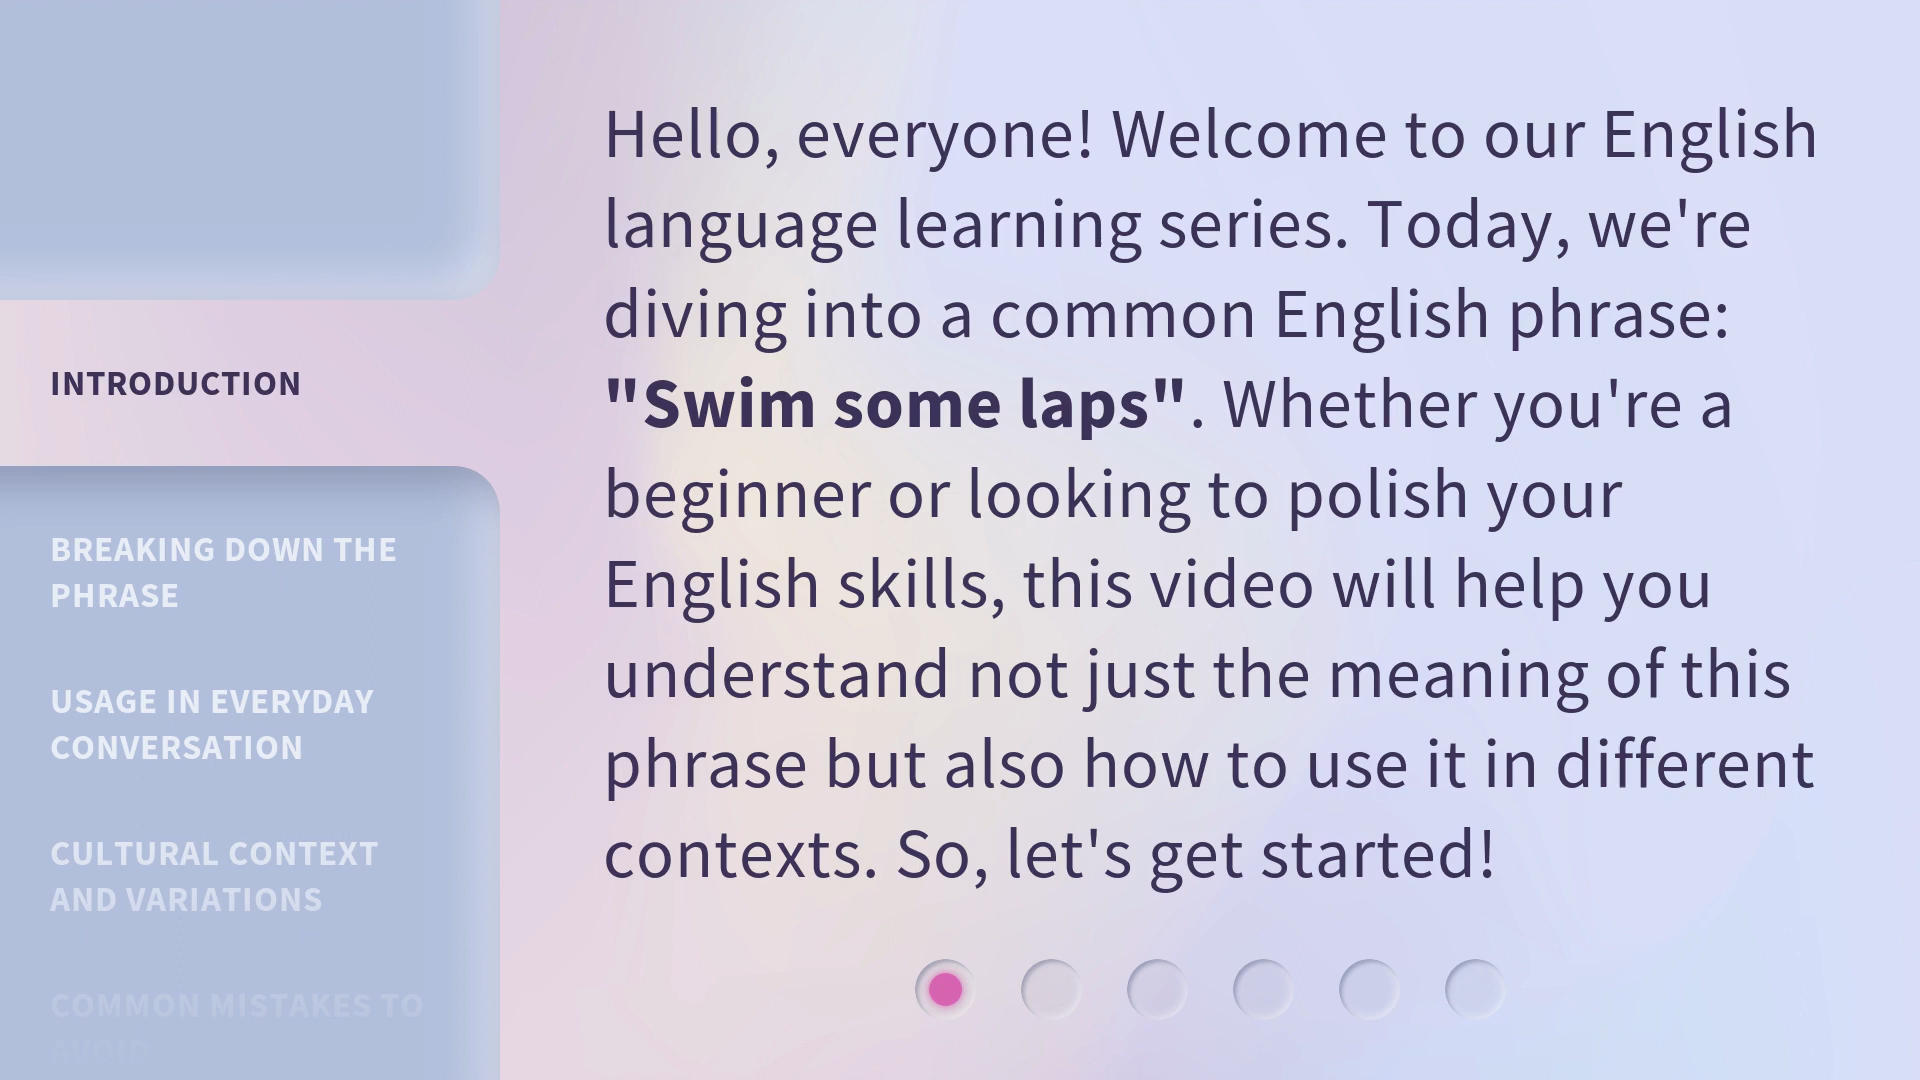 INTRODUCTION
BREAKING DOWN THE
PHRASE
USAGE IN EVERYDAY
CONVERSATION
CULTURAL CONTEXT
AND VARIATIONS
COMMON MISTAKES TO
AVOID
Hello, everyone! Welcome to our English
language learning series. Today, we're
diving into a common English phrase:
"Swim some laps". Whether you're a
beginner or looking to polish your
English skills, this video will help you
understand not just the meaning of this
phrase but also how to use it in different
contexts. So, let's get started!